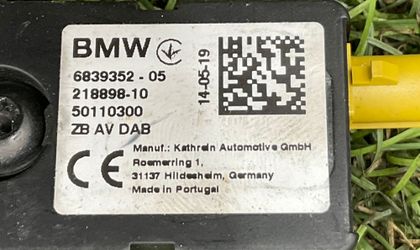 BMW
6839352 - 05
218898-10
50110300
ZB AV DAB
14-05-19
CE
Manuf.: Kathrein Automotive GmbH
Roemerring 1,
31137 Hildesheim, Germany
Made in Portugal